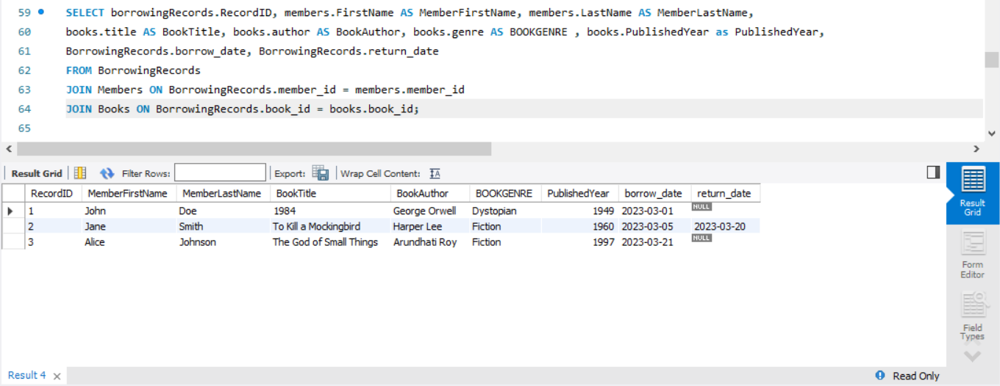 59 SELECT borrowingRecords.RecordID, members.FirstName AS MemberFirstName, members.LastName AS MemberLastName,
60 books.title AS BookTitle, books.author AS BookAuthor, books.genre AS BOOKGENRE , books.PublishedYear as PublishedYear,
61 BorrowingRecords.borrow_date, BorrowingRecords.return_date
62 FROM BorrowingRecords
63 JOIN Members ON BorrowingRecords.member_id = members.member_id
64 JOIN Books ON BorrowingRecords.book_id = books.book_id;
65
Result Grid Filter Rows: Export: Wrap Cell Content: IA
RecordID MemberFirstName MemberLastName BookTitle BookAuthor BOOKGENRE PublishedYear borrow_date return_date
1 John Doe 1984 George Orwell Dystopian 1949 2023-03-01 NULL
2 Jane Smith To Kill a Mockingbird Harper Lee Fiction 1960 2023-03-05 2023-03-20
3 Alice Johnson The God of Small Things Arundhati Roy Fiction 1997 2023-03-21 NULL
Result
Grid
Form
Editor
Field
Types
Result 4 Read Only